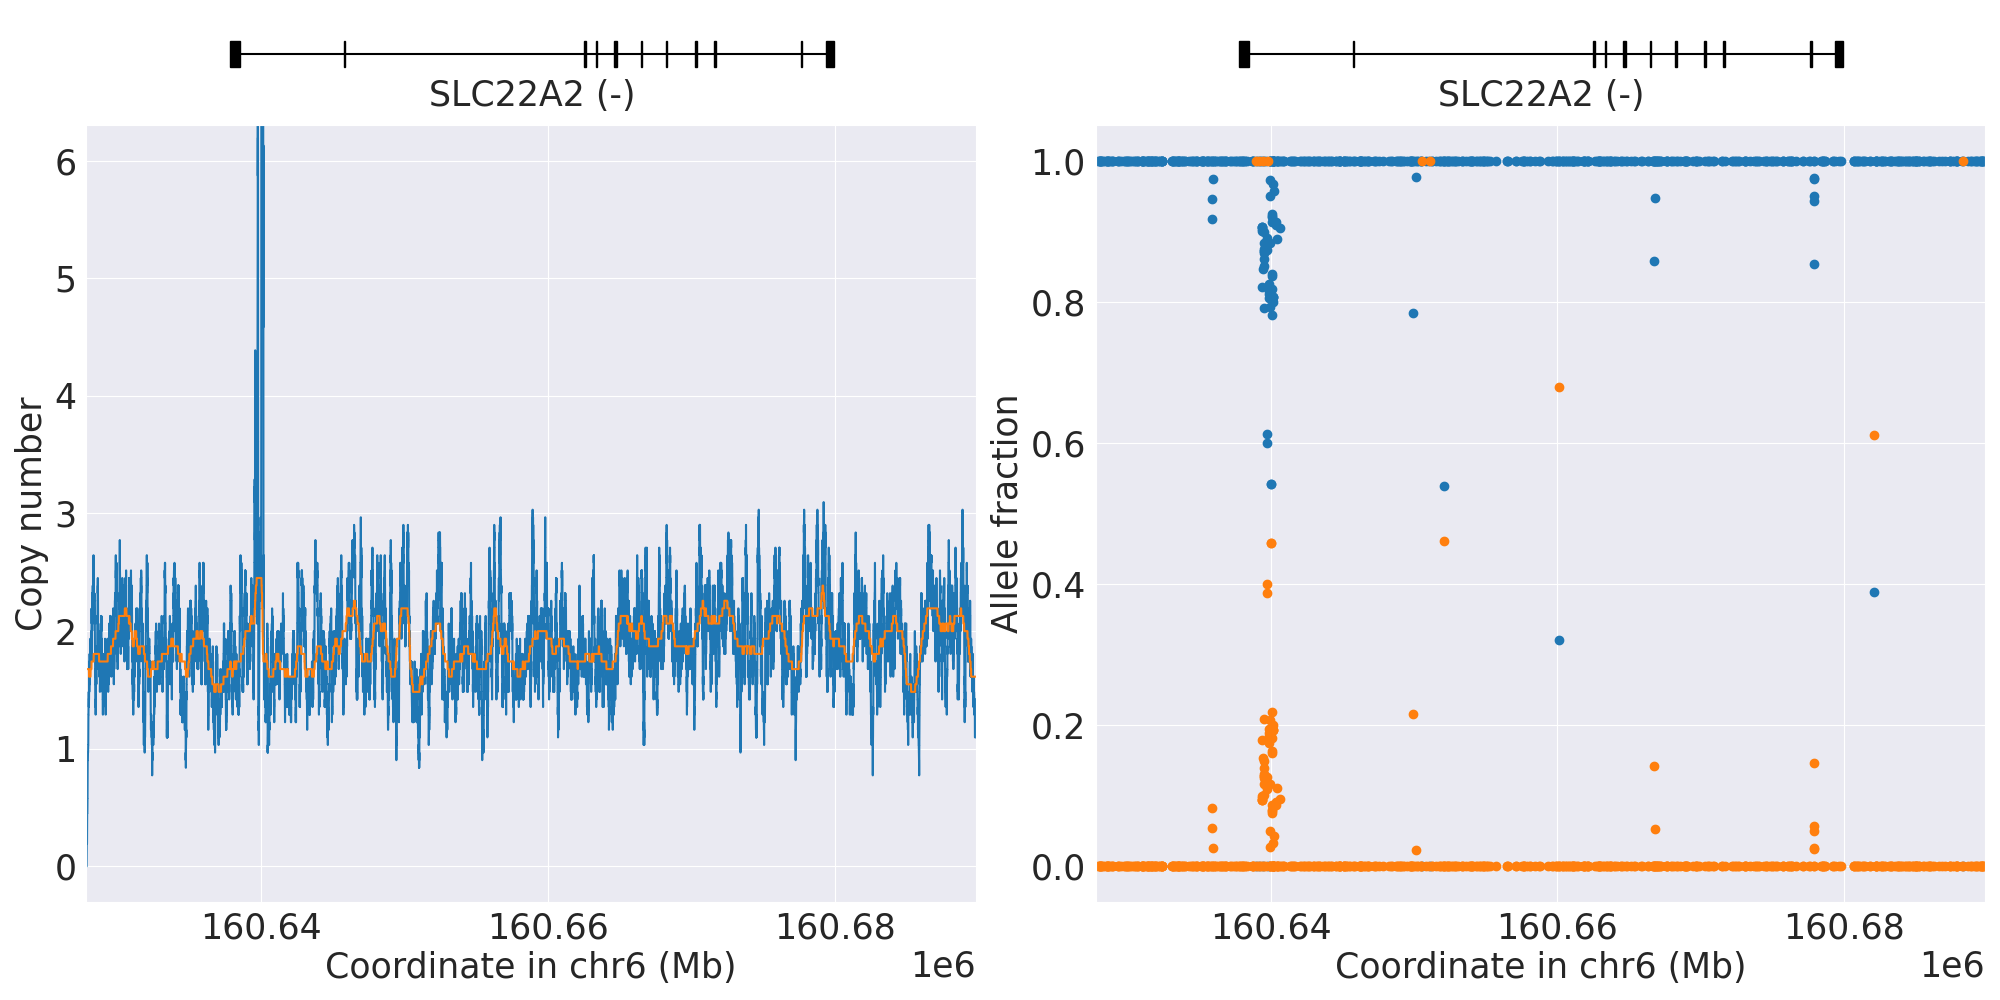 SLC22A2 (-)
SLC22A2 (-)
6
5
4
3
2
1
0
Copy number
160.64
160.66
160.68
Coordinate in chr6 (Mb)
1e6
1.0
0.8
0.6
0.4
0.2
0.0
Allele fraction
160.64
160.66
160.68
Coordinate in chr6 (Mb)
1e6